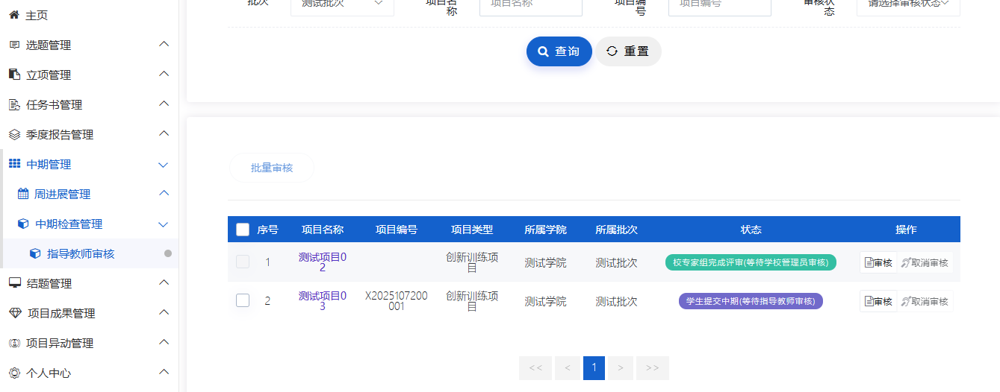 主页
选题管理
立项管理
任务书管理
季度报告管理
中期管理
周进展管理
中期检查管理
指导教师审核
结题管理
项目成果管理
项目异动管理
个人中心
批次 测试批次 项目名称 项目名称 项目编号 项目编号 审核状态 请选择审核状态
查询 重置
批量审核
序号 项目名称 项目编号 项目类型 所属学院 所属批次 状态 操作
1 测试项目02 创新训练项目 测试学院 测试批次 校专家组完成评审(等待学校管理员审核) 审核 取消审核
2 测试项目03 X2025107200001 创新训练项目 测试学院 测试批次 学生提交中期(等待指导教师审核) 审核 取消审核
<< < 1 > >>